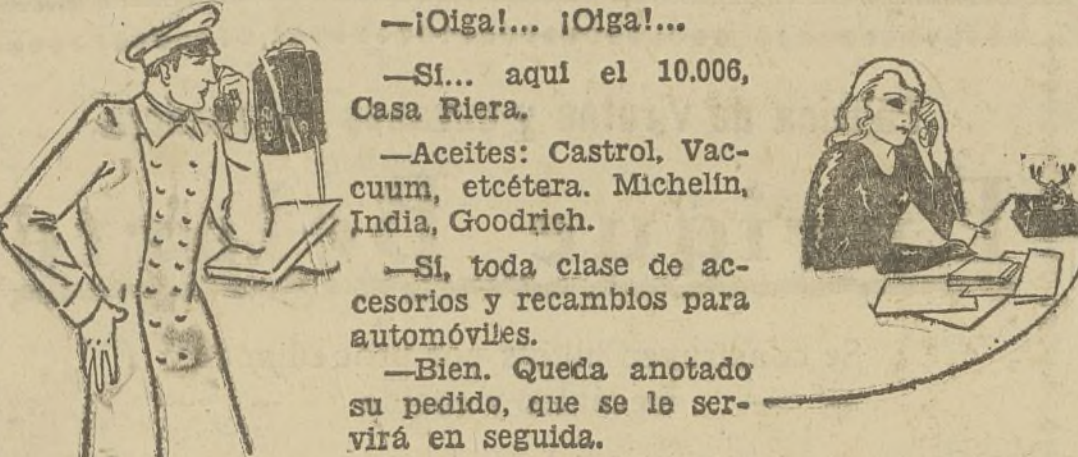 —¡Oiga!... ¡Oiga!...
—Sí... aquí el 10.006,
Casa Riera.
—Aceites: Castrol, Vac-
cuum, etcétera. Michelín,
India, Goodrich.
—Sí, toda clase de ac-
cesorios y recambios para
automóviles.
—Bien. Queda anotado
su pedido, que se le ser-
virá en seguida.